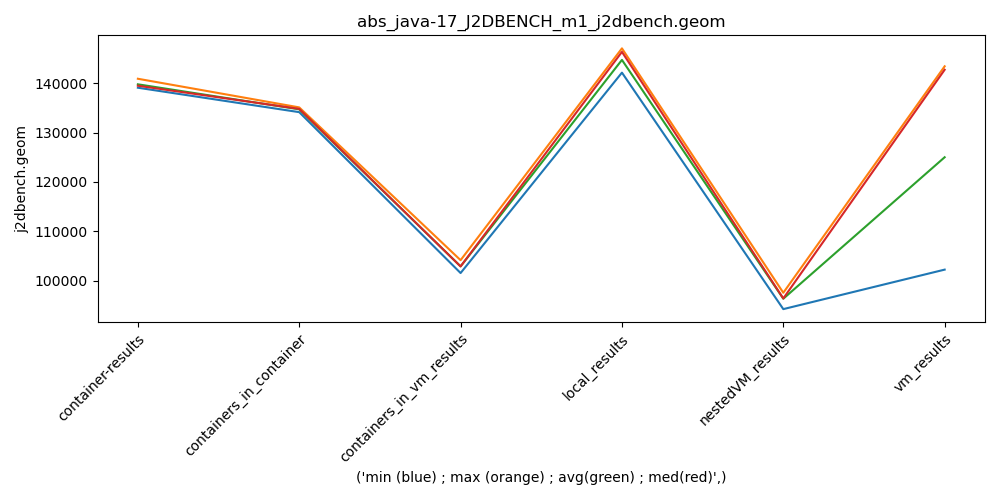 abs_java-17_J2DBENCH_m1_j2dbench.geom
j2dbench.geom
140000
130000
120000
110000
100000
container-results
containers_in_container
containers_in_vm_results
local_results
nestedVM_results
vm_results
('min (blue) ; max (orange) ; avg(green) ; med(red)',)